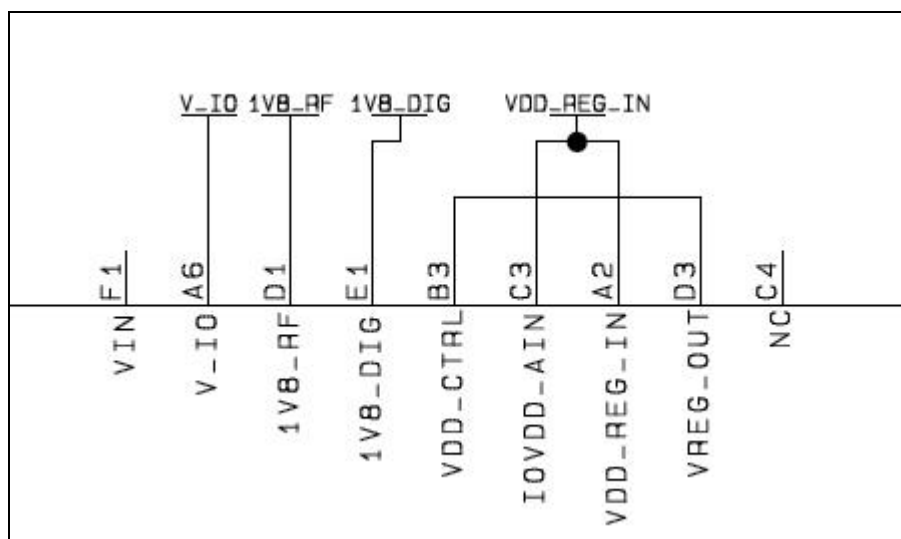 V_IO 1V8_RF 1V8_DIG VDD_REG_IN
F1 A6 D1 E1 B3 C3 A2 D3 C4
VIN V_IO 1V8_RF 1V8_DIG VDD_CTRL IOVDD_AIN VDD_REG_IN VREG_OUT NC